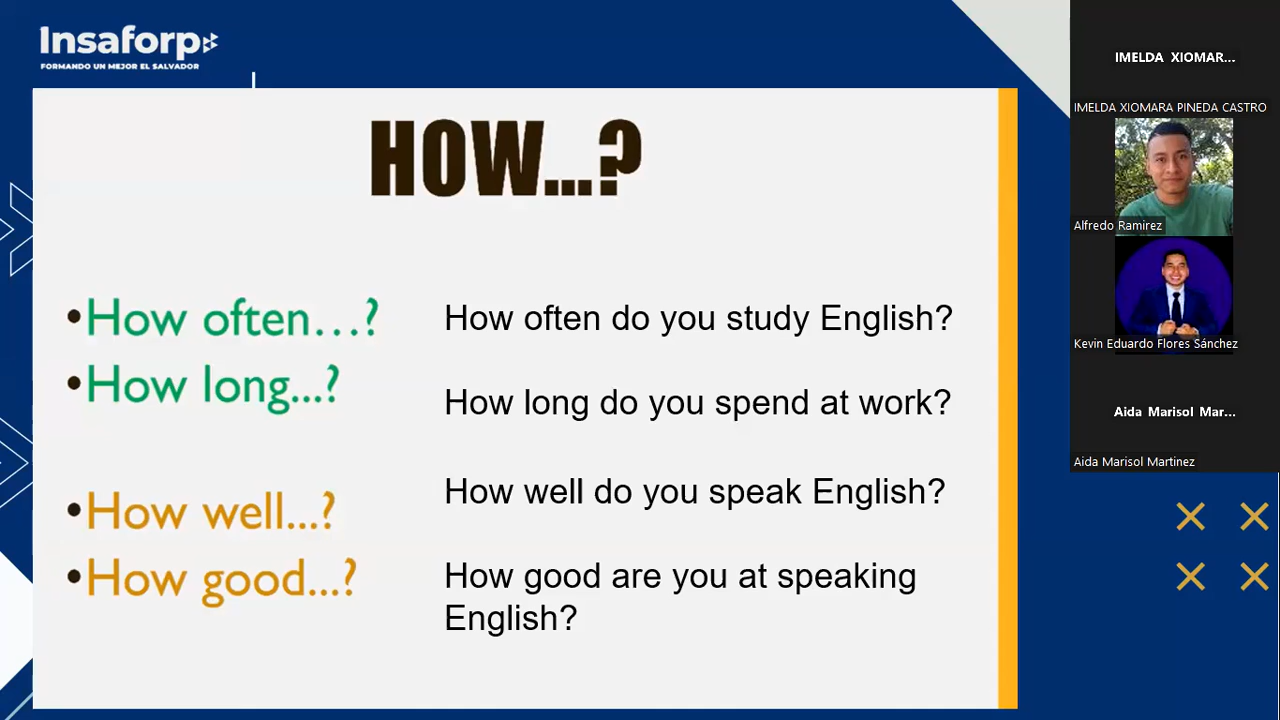 Insaforp
FORMANDO UN MEJOR EL SALVADOR
HOW...?
•How often...?
How often do you study English?
•How long...?
How long do you spend at work?
•How well...?
How well do you speak English?
•How good...?
How good are you at speaking
English?
IMELDA XIOMAR...
IMELDA XIOMARA PINEDA CASTRO
Alfredo Ramirez
Kevin Eduardo Flores Sánchez
Aida Marisol Mar...
Aida Marisol Martinez